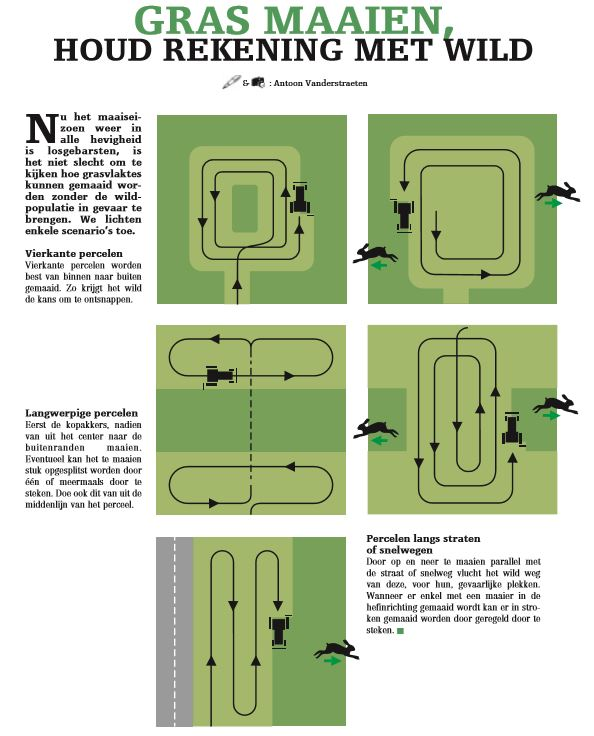 GRAS MAAIEN,
HOUD REKENING MET WILD
& : Antoon Vanderstraeten
Nu het maaisei-
zoen weer in
alle hevigheid
is losgebarsten, is
het niet slecht om te
kijken hoe grasvlaktes
kunnen gemaaid wor-
den zonder de wild-
populatie in gevaar te
brengen. We lichten
enkele scenario's toe.
Vierkante percelen
Vierkante percelen worden
best van binnen naar buiten
gemaaid. Zo krijgt het wild
de kans om te ontsnappen.
Langwerpige percelen
Eerst de kopakkers, nadien
van uit het center naar de
buitenranden maaien.
Eventueel kan het te maaien
stuk opgesplitst worden door
één of meermaals door te
steken. Doe ook dit van uit de
middenlijn van het perceel.
Percelen langs straten
of snelwegen
Door op en neer te maaien parallel met
de straat of snelweg vlucht het wild weg
van deze, voor hun, gevaarlijke plekken.
Wanneer er enkel met een maaier in de
hefinrichting gemaaid wordt kan er in stro-
ken gemaaid worden door geregeld door te
steken.